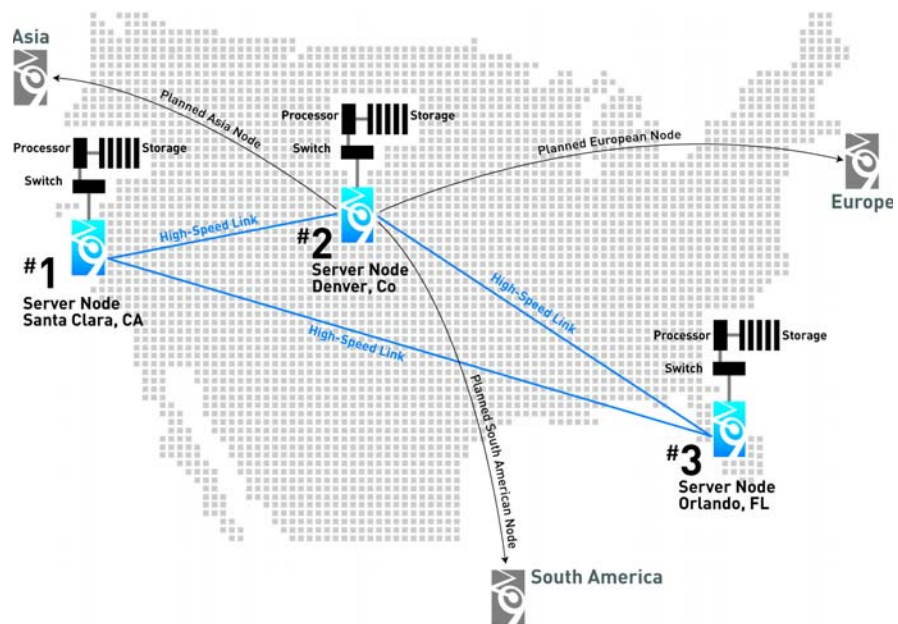 Asia
Planned Asia Node
Processor
Storage
Switch
Planned European Node
Europe
Processor
Storage
Switch
High-Speed Link
#1
Server Node
Santa Clara, CA
#2
Server Node
Denver, Co
High-Speed Link
High-Speed Link
Processor
Storage
Switch
Planned South American Node
#3
Server Node
Orlando, FL
South America